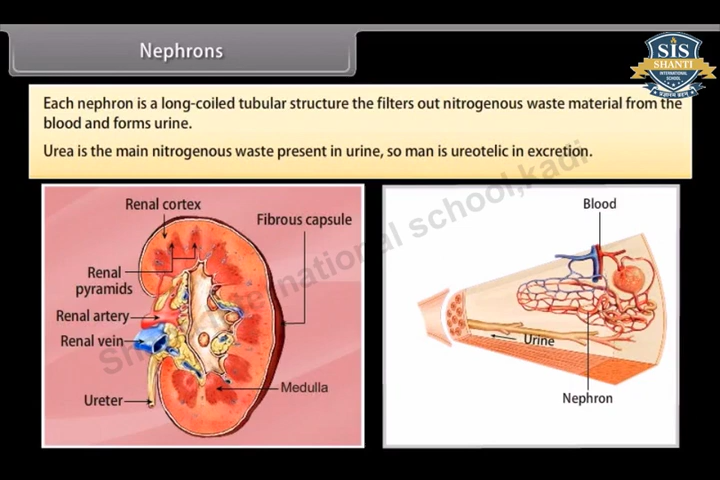 Nephrons
SIS
SHANTI
INTERNATIONAL
SCHOOL
Each nephron is a long-coiled tubular structure the filters out nitrogenous waste material from the
blood and forms urine.
Urea is the main nitrogenous waste present in urine, so man is ureotelic in excretion.
Renal cortex
Fibrous capsule
Renal
pyramids
Renal artery
Renal vein
Ureter
Medulla
Blood
Urine
Nephron
international school,kadi